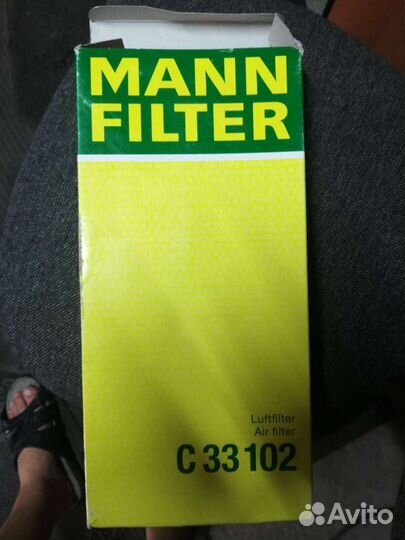 MANN
FILTER
Luftfilter
Air filter
C 33 102
Avito